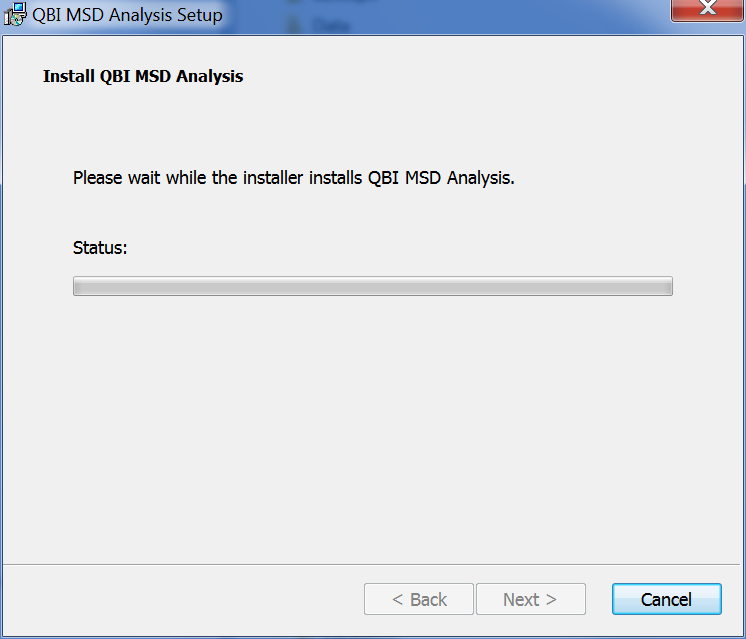 QBI MSD Analysis Setup
Install QBI MSD Analysis
Please wait while the installer installs QBI MSD Analysis.
Status:
< Back
Next >
Cancel